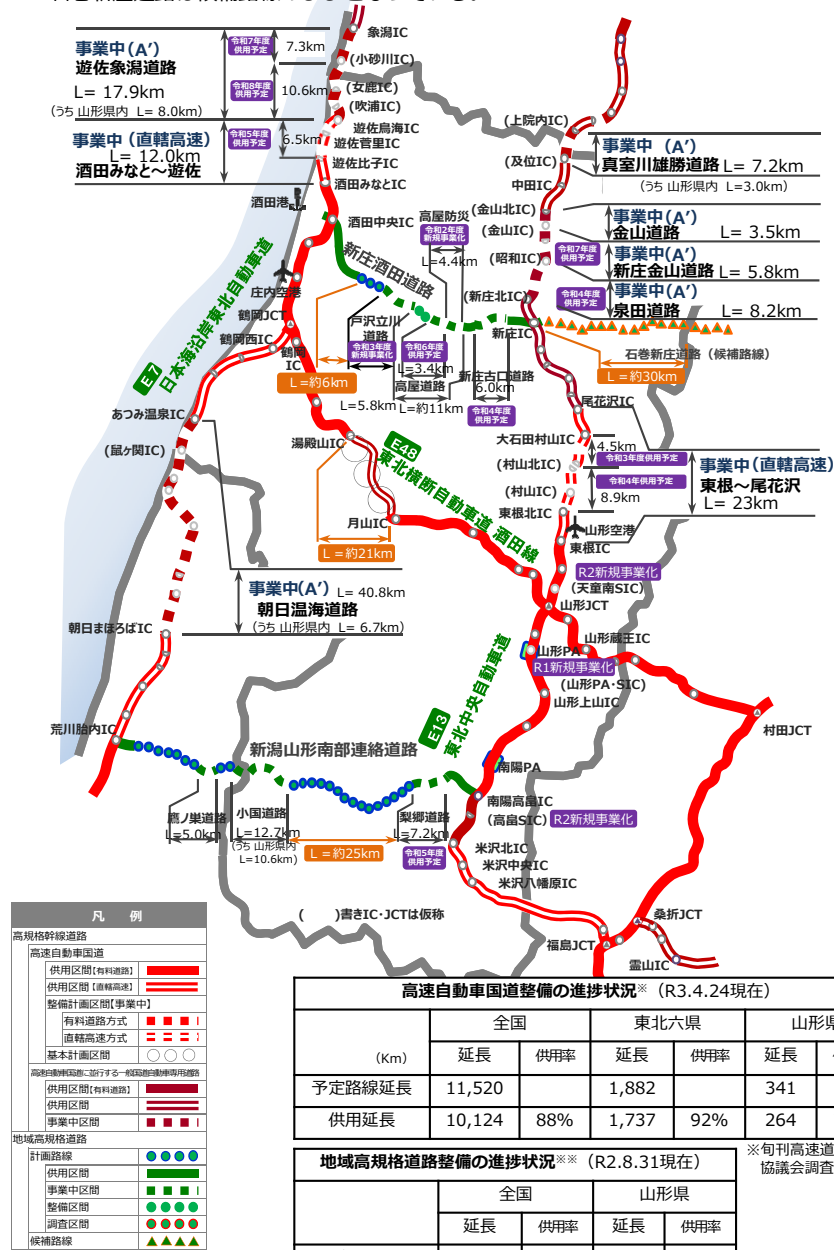 象潟IC
令和7年度
供用予定
7.3km
事業中(A')
遊佐象潟道路
L= 17.9km
(うち 山形県内 L= 8.0km)
(小砂川IC)
令和8年度
供用予定
10.6km
(女鹿IC)
(吹浦IC)
遊佐鳥海IC
事業中 (直轄高速)
L= 12.0km
酒田みなと～遊佐
令和5年度
供用予定
6.5km
遊佐菅里IC
遊佐比子IC
酒田みなとIC
酒田港
酒田中央IC
(上院内IC)
(及位IC)
中田IC
事業中 (A')
真室川雄勝道路 L= 7.2km
(うち 山形県内 L=3.0km)
(金山北IC)
(金山IC)
事業中(A')
金山道路 L= 3.5km
(昭和IC)
令和7年度
供用予定
事業中(A')
新庄金山道路 L= 5.8km
(新庄北IC)
令和4年度
供用予定
事業中(A')
泉田道路 L= 8.2km
高屋防災
令和2年度
新規事業化
L=4.4km
新庄酒田道路
E7
日本海沿岸東北自動車道
庄内空港
鶴岡JCT
鶴岡西IC
鶴岡
IC
戸沢立川
道路
令和3年度
新規事業化
令和6年度
供用予定
L=3.4km
高屋道路
L=約6km
L=5.8km
L=約11km
新庄古口道路
6.0km
令和4年度
供用予定
新庄IC
石巻新庄道路（候補路線）
L=約30km
尾花沢IC
大石田村山IC
4.5km
令和3年度供用予定
(村山北IC)
令和4年度供用予定
(村山IC)
8.9km
東根北IC
事業中(直轄高速)
東根～尾花沢
L= 23km
山形空港
東根IC
R2新規事業化
(天童南SIC)
あつみ温泉IC
(鼠ヶ関IC)
湯殿山IC
E48
東北横断自動車道 酒田線
月山IC
L=約21km
事業中(A') L= 40.8km
朝日温海道路
(うち 山形県内 L= 6.7km)
朝日まほろばIC
荒川胎内IC
山形JCT
山形蔵王IC
山形PA
R1新規事業化
(山形PA・SIC)
山形上山IC
E13
東北中央自動車道
村田JCT
新潟山形南部連絡道路
南陽PA
南陽高畠IC
(高畠SIC)
R2新規事業化
鷹ノ巣道路
L=5.0km
小国道路
L=12.7km
(うち 山形県内
L=10.6km)
L=約25km
梨郷道路
L=7.2km
令和5年度
供用予定
米沢北IC
米沢中央IC
米沢八幡原IC
( )書きIC・JCTは仮称
福島JCT
桑折JCT
霊山IC
凡 例
高規格幹線道路
高速自動車国道
供用区間【有料道路】
供用区間【直轄高速】
整備計画区間【事業中】
有料道路方式
直轄高速方式
基本計画区間
高速自動車国道に並行する一般国道自動車専用道路
供用区間【有料道路】
供用区間
事業中区間
地域高規格道路
計画路線
供用区間
事業中区間
整備区間
調査区間
候補路線
高速自動車国道整備の進捗状況※（R3.4.24現在）
全国 東北六県 山形県
(Km) 延長 供用率 延長 供用率 延長
予定路線延長 11,520 1,882 341
供用延長 10,124 88% 1,737 92% 264
※旬刊高速道
協議会調査
地域高規格道路整備の進捗状況※※（R2.8.31現在）
全国 山形県
延長 供用率 延長 供用率